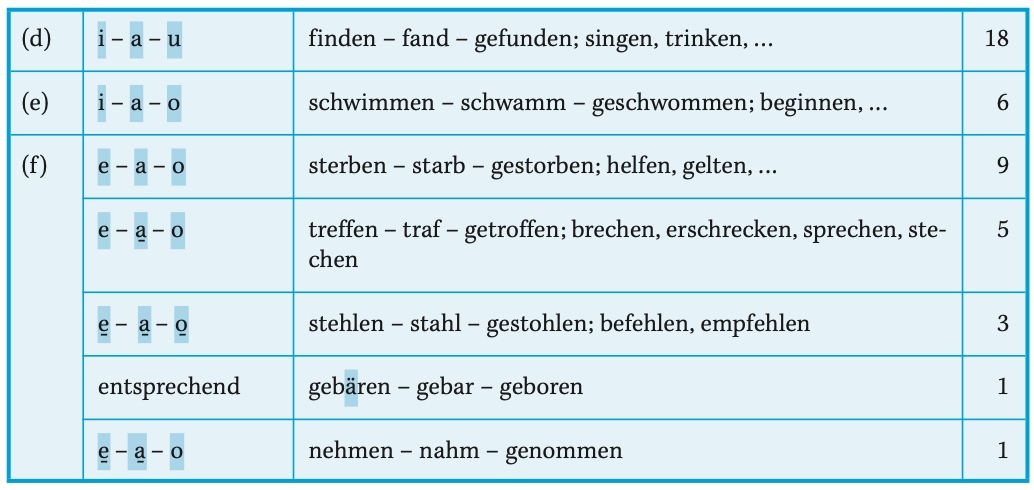 (d) i – a – u finden – fand – gefunden; singen, trinken, … 18
(e) i – a – o schwimmen – schwamm – geschwommen; beginnen, … 6
(f) e – a – o sterben – starb – gestorben; helfen, gelten, … 9
e – a̱ – o treffen – traf – getroffen; brechen, erschrecken, sprechen, ste- 5
chen
e̱ – a̱ – o̱ stehlen – stahl – gestohlen; befehlen, empfehlen 3
entsprechend gebären – gebar – geboren 1
e̱ – a̱ – o nehmen – nahm – genommen 1